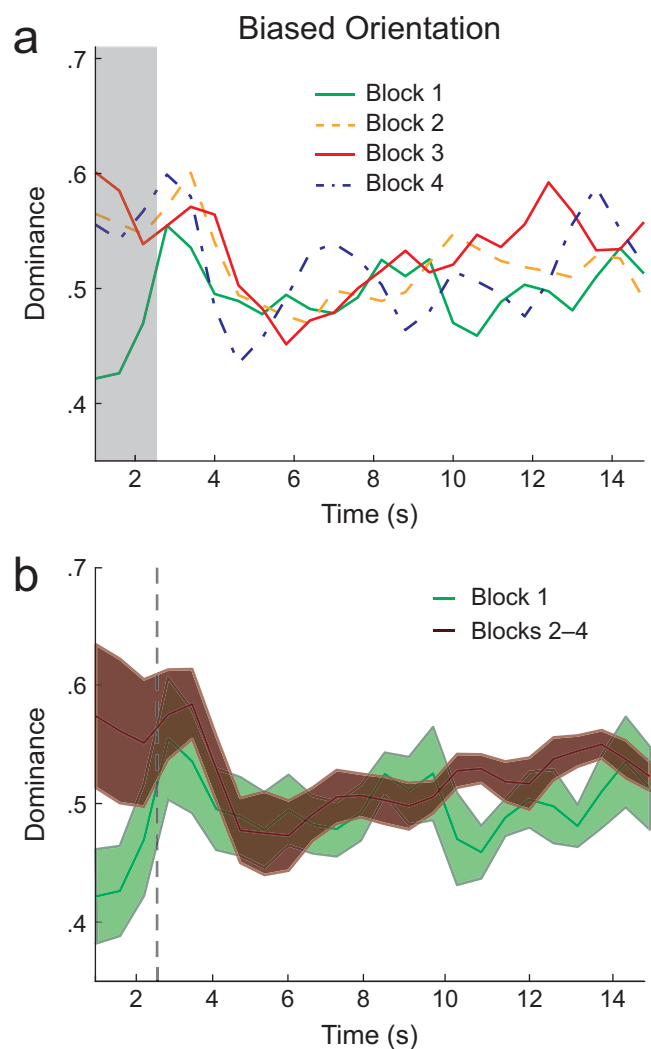 a
Biased Orientation
.7
.6
.5
.4
Dominance
Block 1
Block 2
Block 3
Block 4
2 4 6 8 10 12 14
Time (s)
b
.7
.6
.5
.4
Dominance
Block 1
Blocks 2–4
2 4 6 8 10 12 14
Time (s)